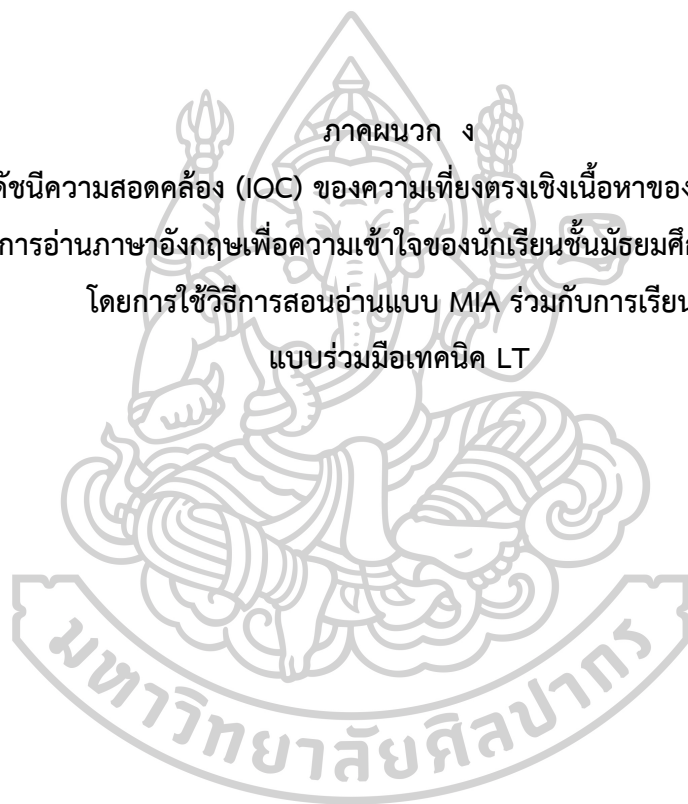 ภาคผนวก ง
ดัชนีความสอดคล้อง (IOC) ของความเที่ยงตรงเชิงเนื้อหาของ
การอ่านภาษาอังกฤษเพื่อความเข้าใจของนักเรียนชั้นมัธยมศึ
โดยการใช้วิธีการสอนอ่านแบบ MIA ร่วมกับการเรียน
แบบร่วมมือเทคนิค LT
มหาวิทยาลัยศิลปากร